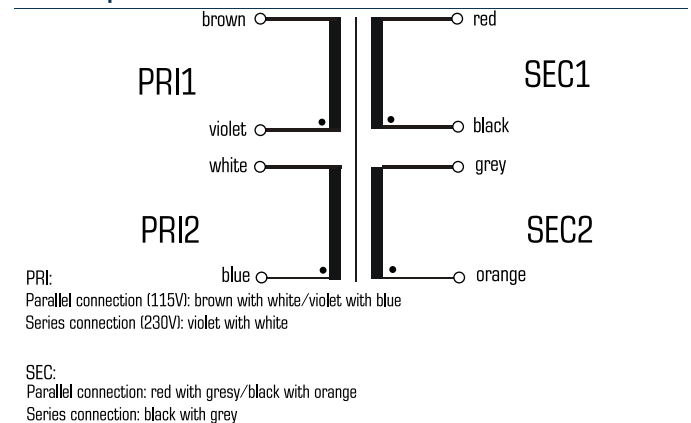 brown
red
PRI1
SEC1
violet
black
white
grey
PRI2
SEC2
blue
orange
PRI:
Parallel connection (115V): brown with white/violet with blue
Series connection (230V): violet with white
SEC:
Parallel connection: red with gresy/black with orange
Series connection: black with grey